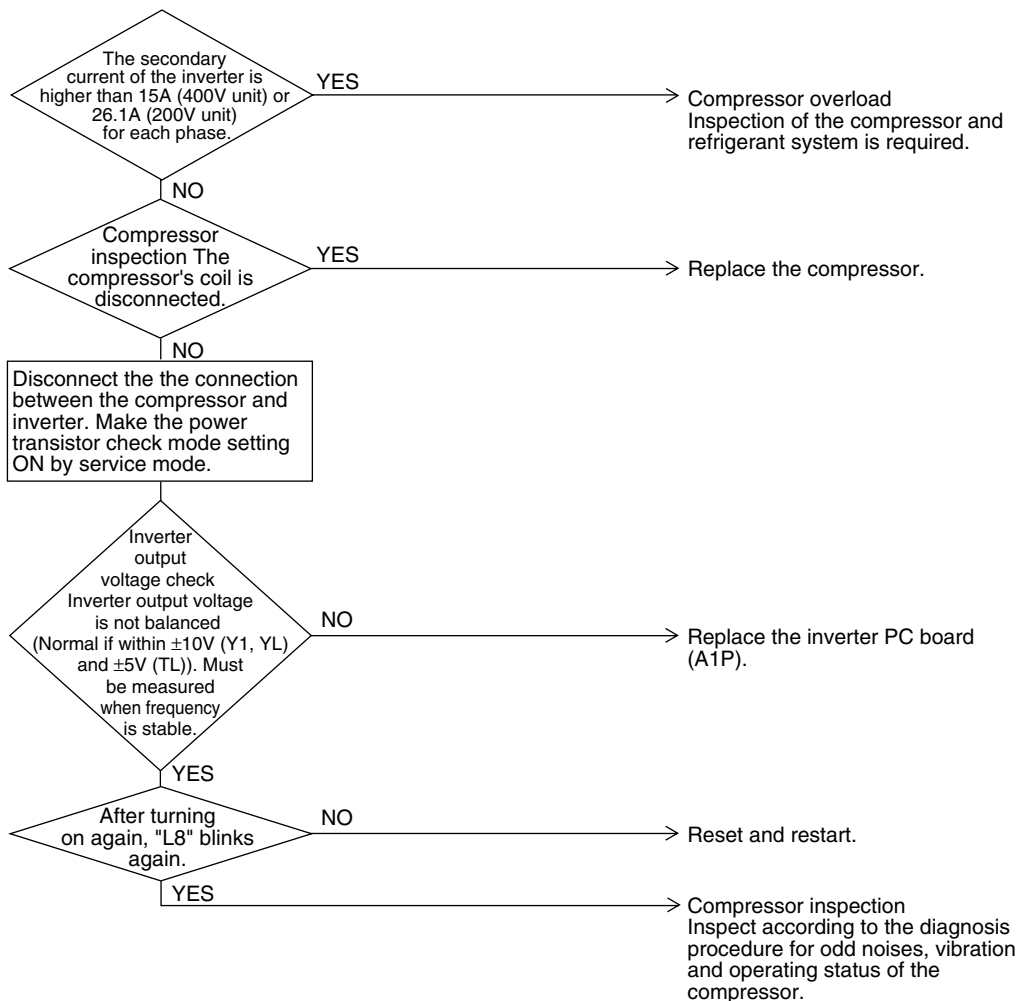 The secondary
current of the inverter is
higher than 15A (400V unit) or
26.1A (200V unit)
for each phase.
YES
Compressor overload
Inspection of the compressor and
refrigerant system is required.
NO
Compressor
inspection The
compressor's coil is
disconnected.
YES
Replace the compressor.
NO
Disconnect the the connection
between the compressor and
inverter. Make the power
transistor check mode setting
ON by service mode.
Inverter
output
voltage check
Inverter output voltage
is not balanced
(Normal if within ±10V (Y1, YL)
and ±5V (TL)). Must
be measured
when frequency
is stable.
NO
Replace the inverter PC board
(A1P).
YES
After turning
on again, "L8" blinks
again.
NO
Reset and restart.
YES
Compressor inspection
Inspect according to the diagnosis
procedure for odd noises, vibration
and operating status of the
compressor.